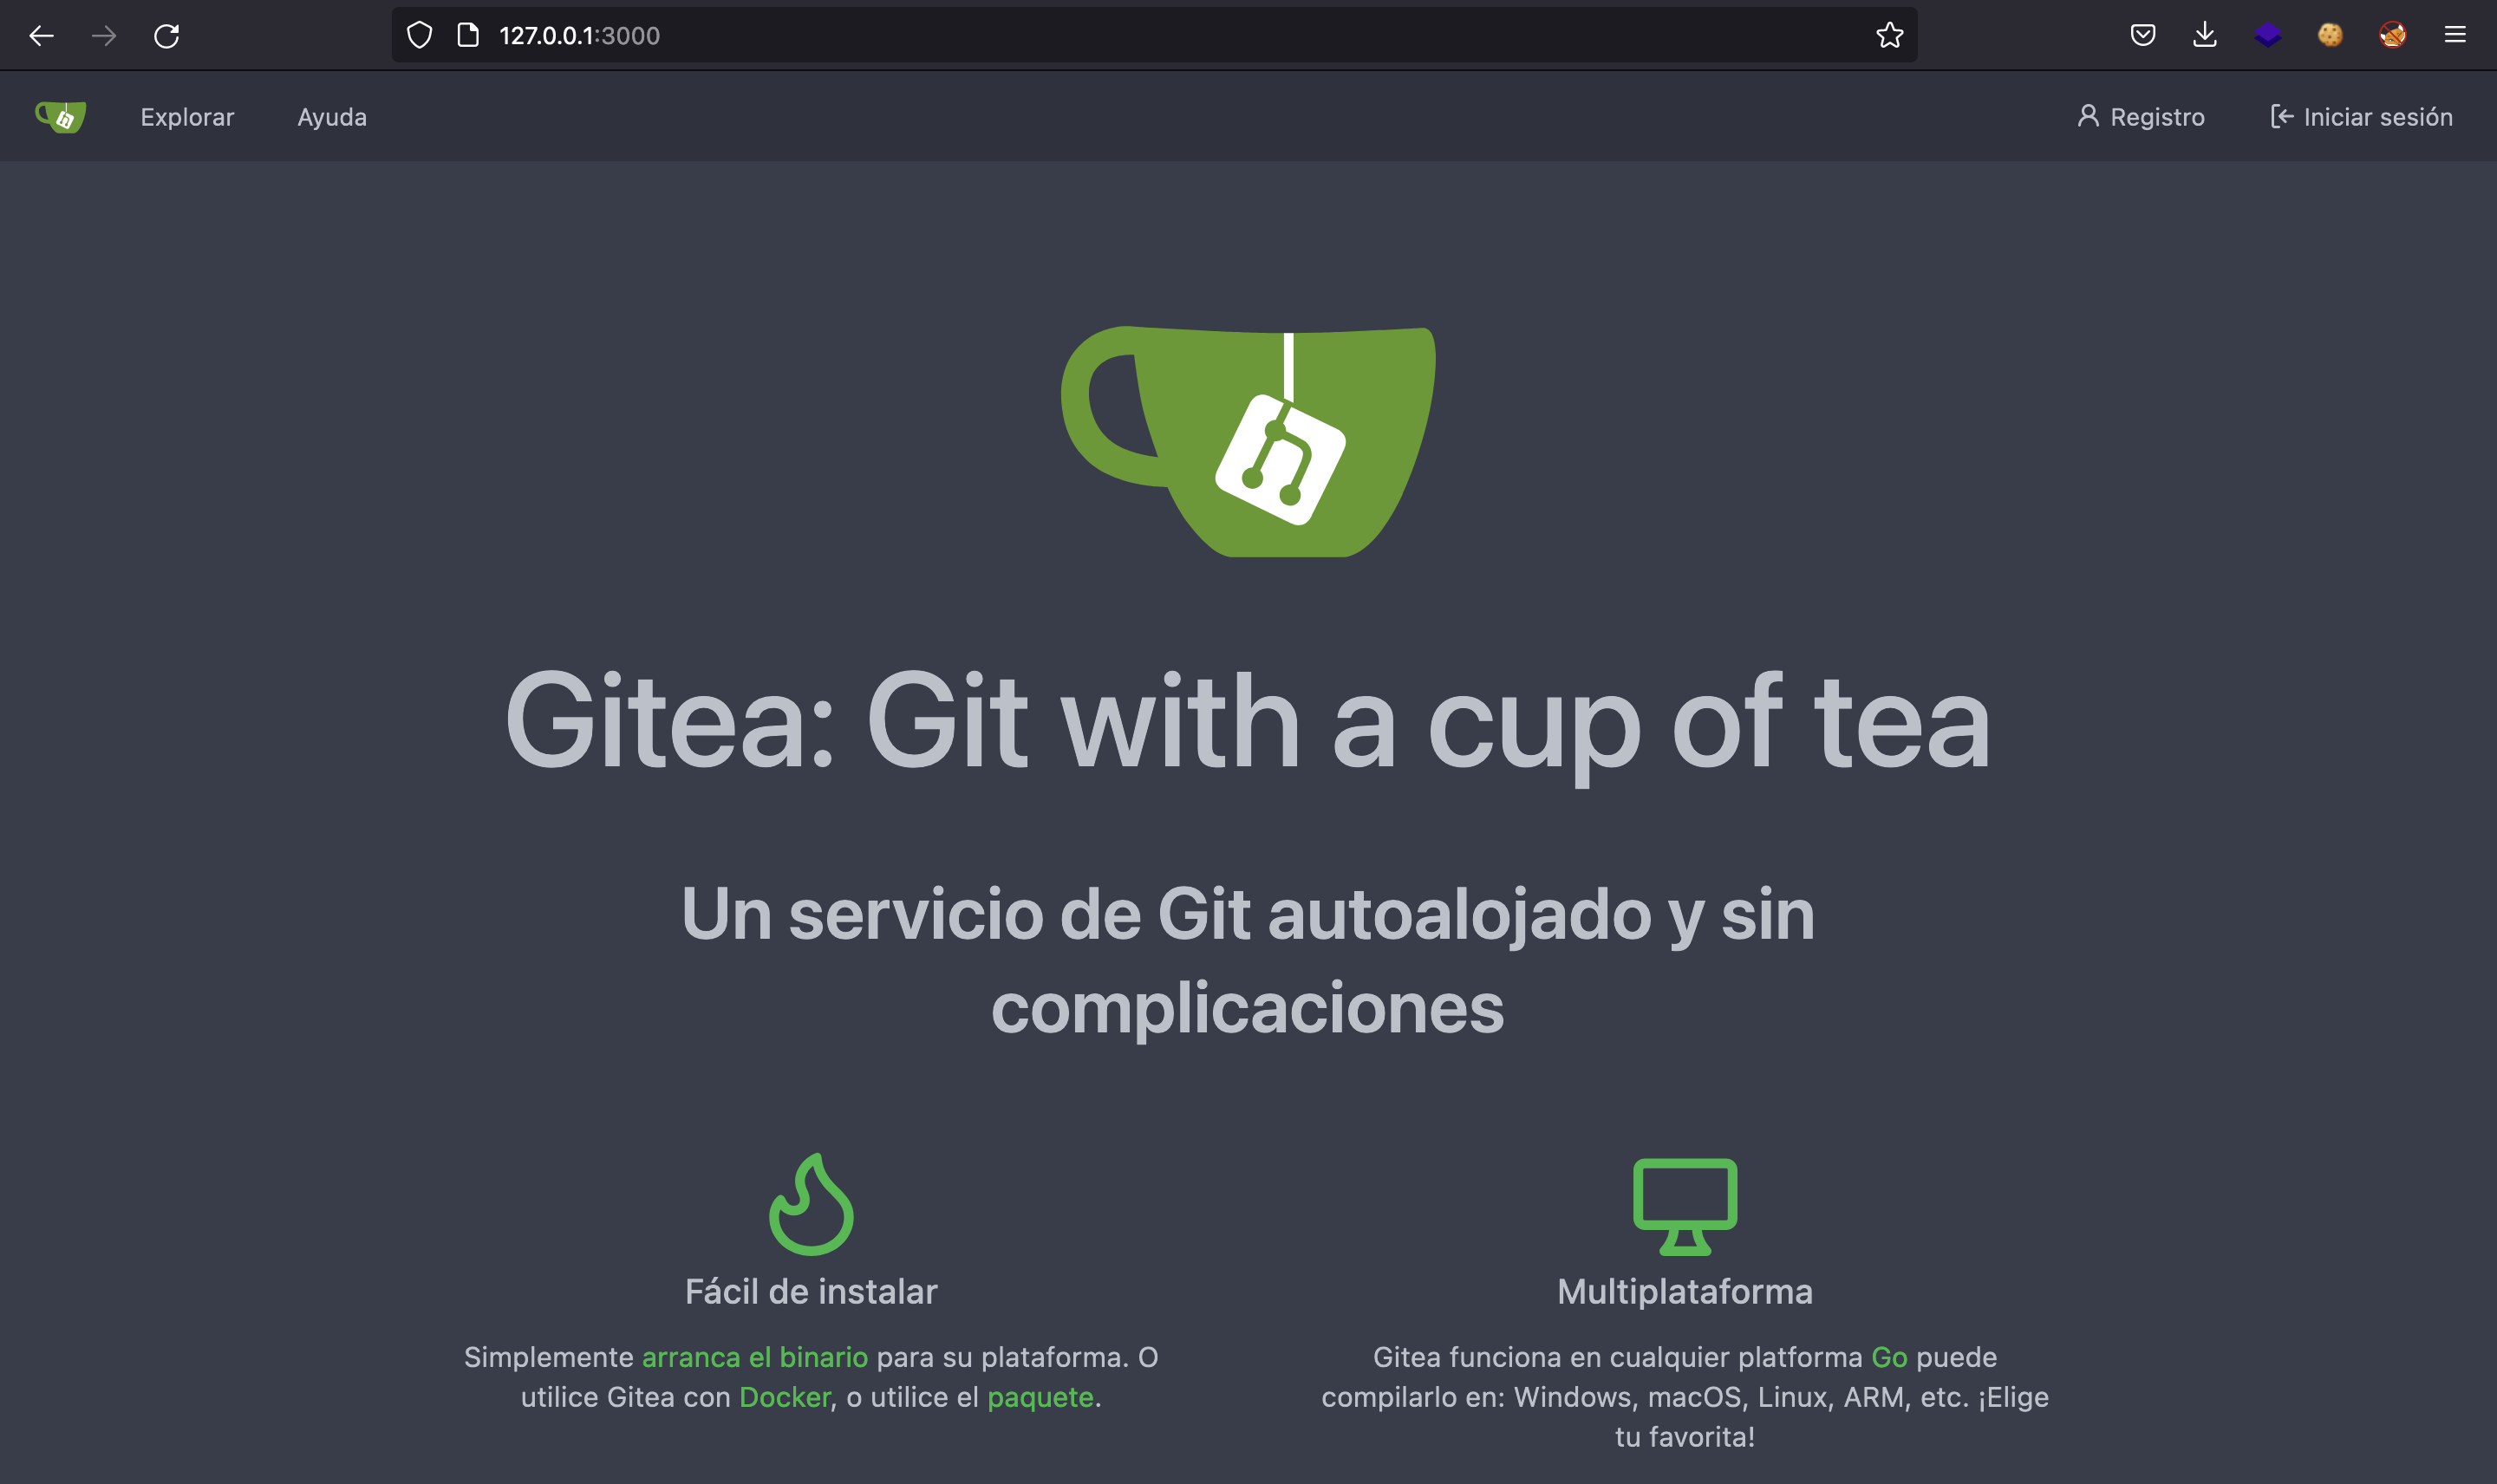 127.0.0.1:3000
Explorar
Ayuda
Registro
Iniciar sesión
Gitea: Git with a cup of tea
Un servicio de Git autoalojado y sin
complicaciones
Fácil de instalar
Simplemente arranca el binario para su plataforma. O
utilice Gitea con Docker, o utilice el paquete.
Multiplataforma
Gitea funciona en cualquier platforma Go puede
compilarlo en: Windows, macOS, Linux, ARM, etc. ¡Elige
tu favorita!